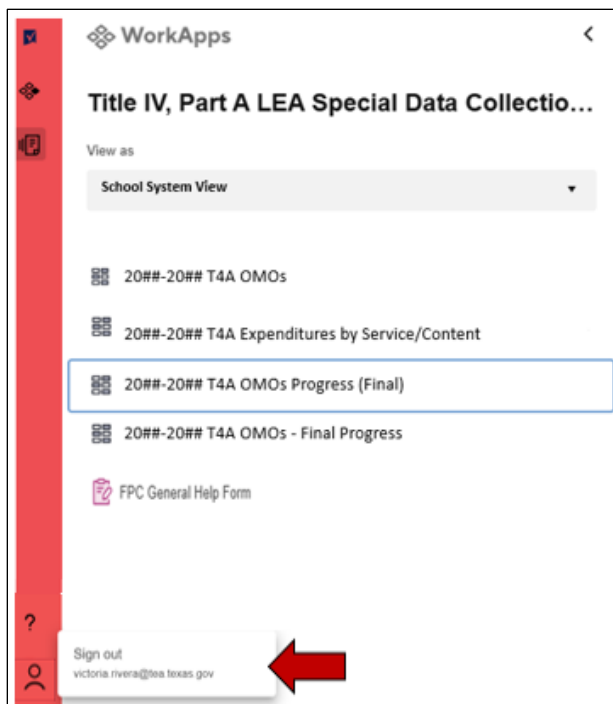 WorkApps
Title IV, Part A LEA Special Data Collectio...
View as
School System View
20##-20## T4A OMOs
20##-20## T4A Expenditures by Service/Content
20##-20## T4A OMOs Progress (Final)
20##-20## T4A OMOs - Final Progress
FPC General Help Form
?
Sign out
victoria.rivera@tea.texas.gov